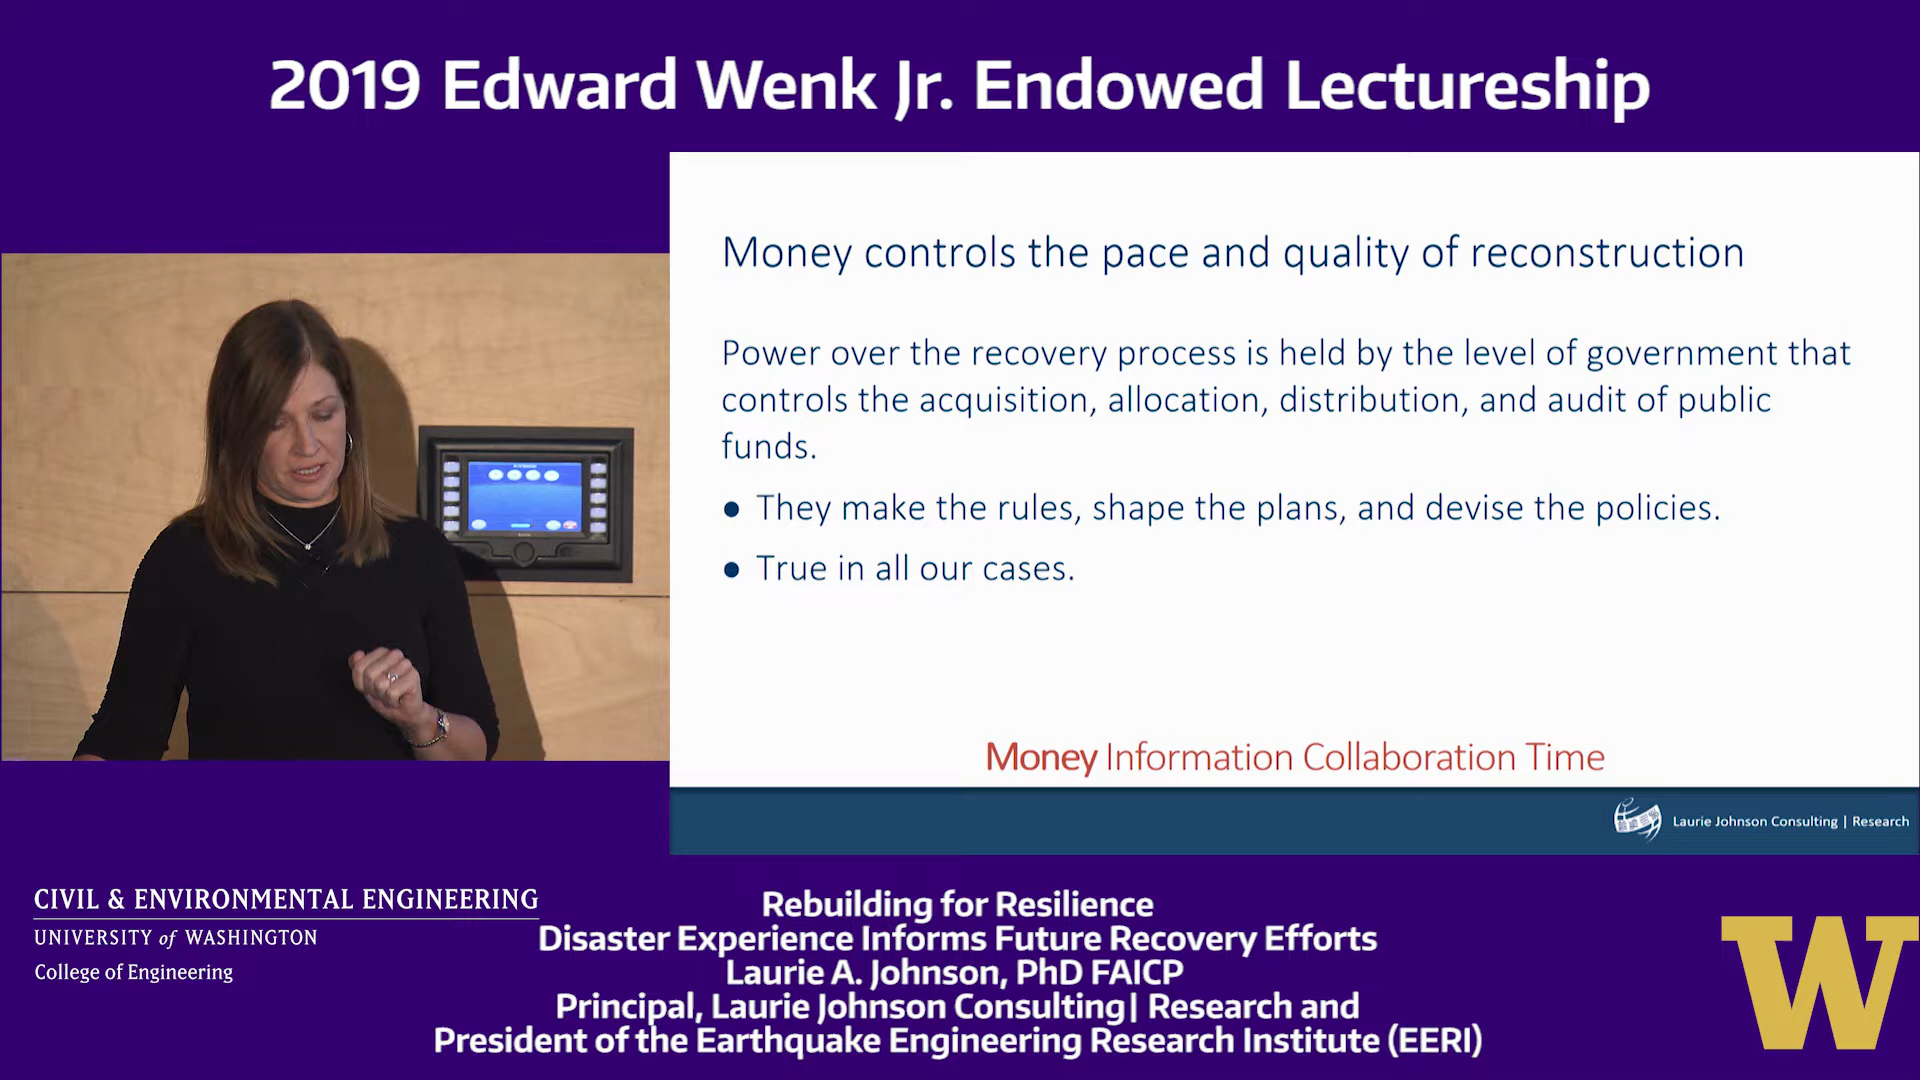 2019 Edward Wenk Jr. Endowed Lectureship
Money controls the pace and quality of reconstruction
Power over the recovery process is held by the level of government that
controls the acquisition, allocation, distribution, and audit of public
funds.
● They make the rules, shape the plans, and devise the policies.
● True in all our cases.
Money Information Collaboration Time
Laurie Johnson Consulting | Research
CIVIL & ENVIRONMENTAL ENGINEERING
UNIVERSITY of WASHINGTON
College of Engineering
Rebuilding for Resilience
Disaster Experience Informs Future Recovery Efforts
Laurie A. Johnson, PhD FAICP
Principal, Laurie Johnson Consulting| Research and
President of the Earthquake Engineering Research Institute (EERI)
W